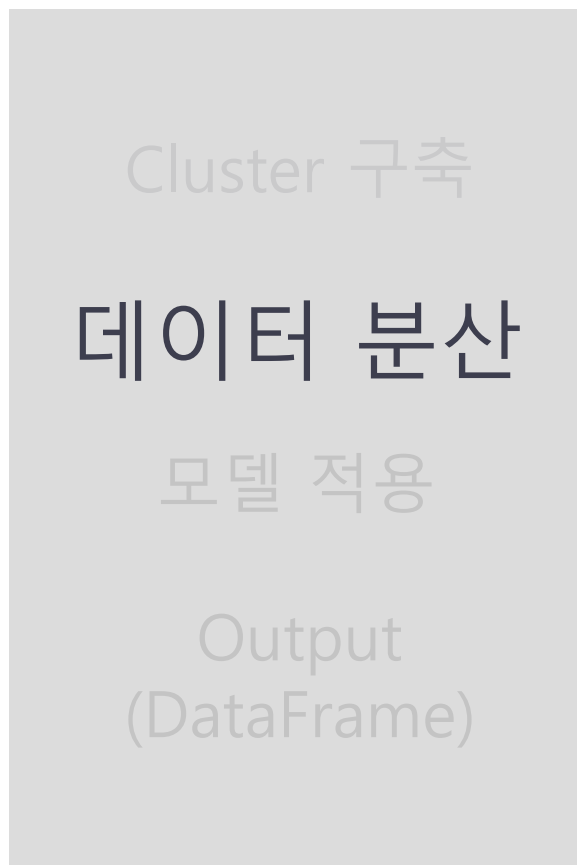 Cluster 구축
데이터 분산
모델 적용
Output
(DataFrame)